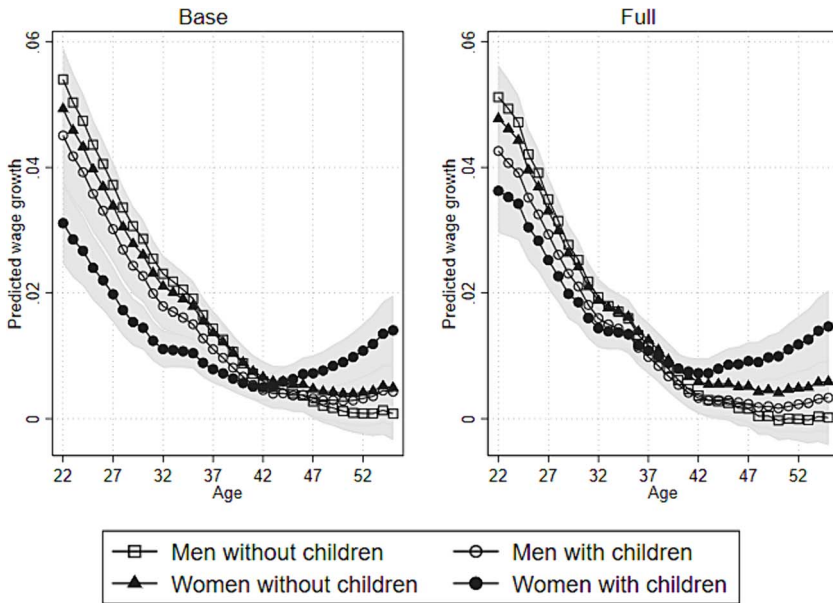 Base
Full
Predicted wage growth
.06
.04
.02
0
22 27 32 37 42 47 52
Age
Predicted wage growth
.06
.04
.02
0
22 27 32 37 42 47 52
Age
Men without children
Men with children
Women without children
Women with children